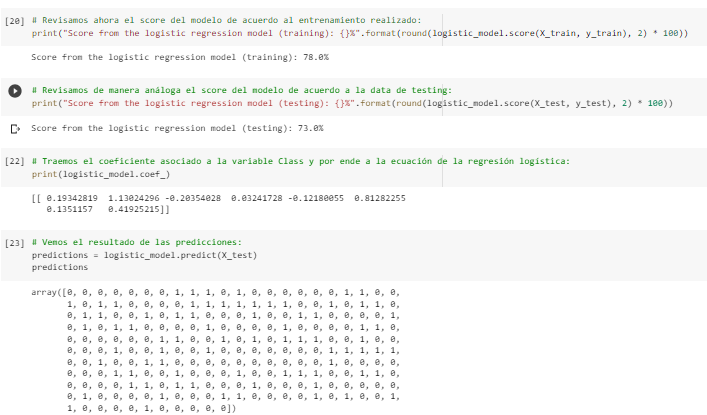 [20] # Revisamos ahora el score del modelo de acuerdo al entrenamiento realizado:
print("Score from the logistic regression model (training): {}%".format(round(logistic_model.score(X_train, y_train), 2) * 100))
Score from the logistic regression model (training): 78.0%
# Revisamos de manera análoga el score del modelo de acuerdo a la data de testing:
print("Score from the logistic regression model (testing): {}%".format(round(logistic_model.score(X_test, y_test), 2) * 100))
Score from the logistic regression model (testing): 73.0%
[22] # Traemos el coeficiente asociado a la variable Class y por ende a la ecuación de la regresión logística:
print(logistic_model.coef_)
[[ 0.19342819  1.13024296 -0.20354028  0.03241728 -0.12180055  0.81282255
0.1351157   0.41925215]]
[23] # Vemos el resultado de las predicciones:
predictions = logistic_model.predict(X_test)
predictions
array([0, 0, 0, 0, 0, 0, 0, 1, 1, 1, 0, 1, 0, 0, 0, 0, 0, 0, 1, 1, 0, 0,
1, 0, 1, 1, 0, 0, 0, 0, 1, 1, 1, 1, 1, 1, 1, 0, 0, 1, 0, 1, 1, 0,
0, 1, 1, 0, 0, 1, 0, 1, 1, 0, 0, 0, 1, 0, 0, 1, 1, 0, 0, 0, 0, 1,
0, 1, 0, 1, 1, 0, 0, 0, 0, 1, 0, 0, 0, 0, 1, 0, 0, 0, 0, 1, 1, 0,
0, 0, 0, 0, 0, 0, 1, 1, 0, 0, 1, 0, 1, 0, 1, 1, 1, 0, 0, 1, 0, 0,
0, 0, 0, 1, 0, 0, 1, 0, 0, 1, 0, 0, 0, 0, 0, 0, 0, 1, 1, 1, 1, 1,
0, 0, 1, 0, 0, 1, 1, 0, 0, 0, 0, 0, 0, 0, 0, 0, 0, 1, 0, 0, 0, 0,
0, 0, 0, 1, 1, 0, 0, 1, 0, 0, 0, 0, 1, 0, 0, 1, 1, 1, 0, 0, 1, 1, 0,
0, 0, 0, 0, 1, 1, 0, 1, 1, 0, 0, 0, 1, 0, 0, 1, 0, 0, 0, 0, 0, 0,
0, 1, 0, 0, 0, 0, 1, 0, 0, 0, 1, 1, 0, 0, 0, 0, 1, 0, 1, 0, 0, 1,
1, 0, 0, 0, 0, 1, 0, 0, 0, 0, 0])